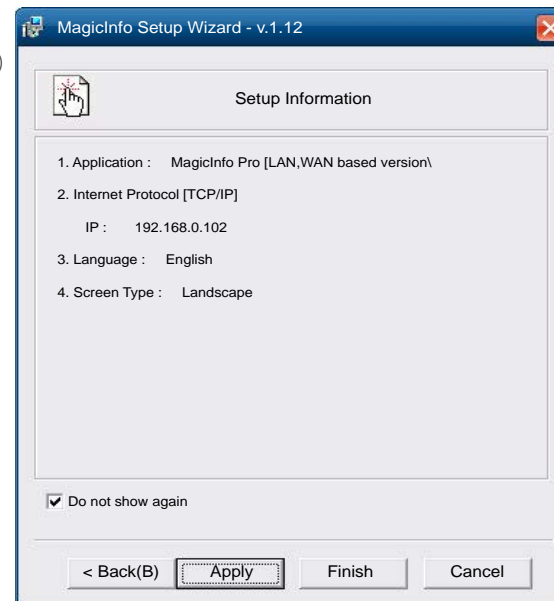 MagicInfo Setup Wizard - v.1.12
Setup Information
1. Application : MagicInfo Pro [LAN,WAN based version\
2. Internet Protocol [TCP/IP]
IP : 192.168.0.102
3. Language : English
4. Screen Type : Landscape
Do not show again
< Back(B) Apply Finish Cancel